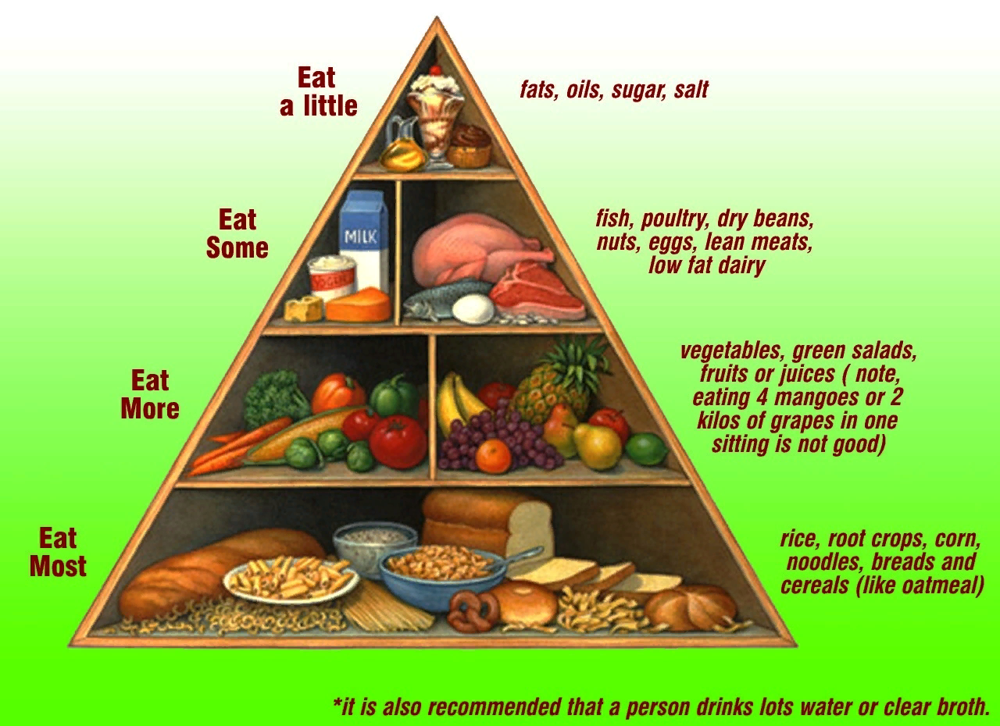 Eat
a little
fats, oils, sugar, salt
Eat
Some
MILK
YOGURT
fish, poultry, dry beans,
nuts, eggs, lean meats,
low fat dairy
Eat
More
vegetables, green salads,
fruits or juices ( note,
eating 4 mangoes or 2
kilos of grapes in one
sitting is not good)
Eat
Most
rice, root crops, corn,
noodles, breads and
cereals (like oatmeal)
*it is also recommended that a person drinks lots water or clear broth.